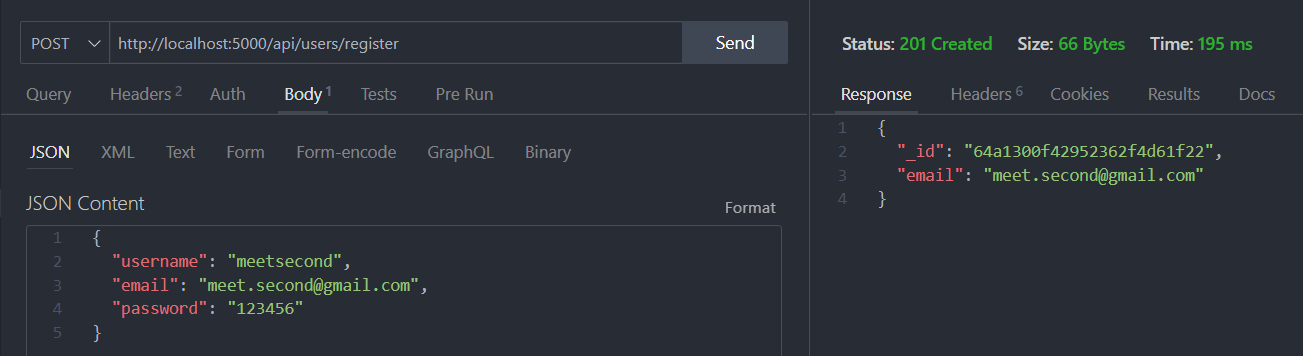 POST http://localhost:5000/api/users/register Send
Query Headers 2 Auth Body 1 Tests Pre Run
JSON XML Text Form Form-encode GraphQL Binary
JSON Content Format
1 {
2 "username": "meetsecond",
3 "email": "meet.second@gmail.com",
4 "password": "123456"
5 }
Status: 201 Created Size: 66 Bytes Time: 195 ms
Response Headers 6 Cookies Results Docs
1 {
2 "_id": "64a1300f42952362f4d61f22",
3 "email": "meet.second@gmail.com"
4 }